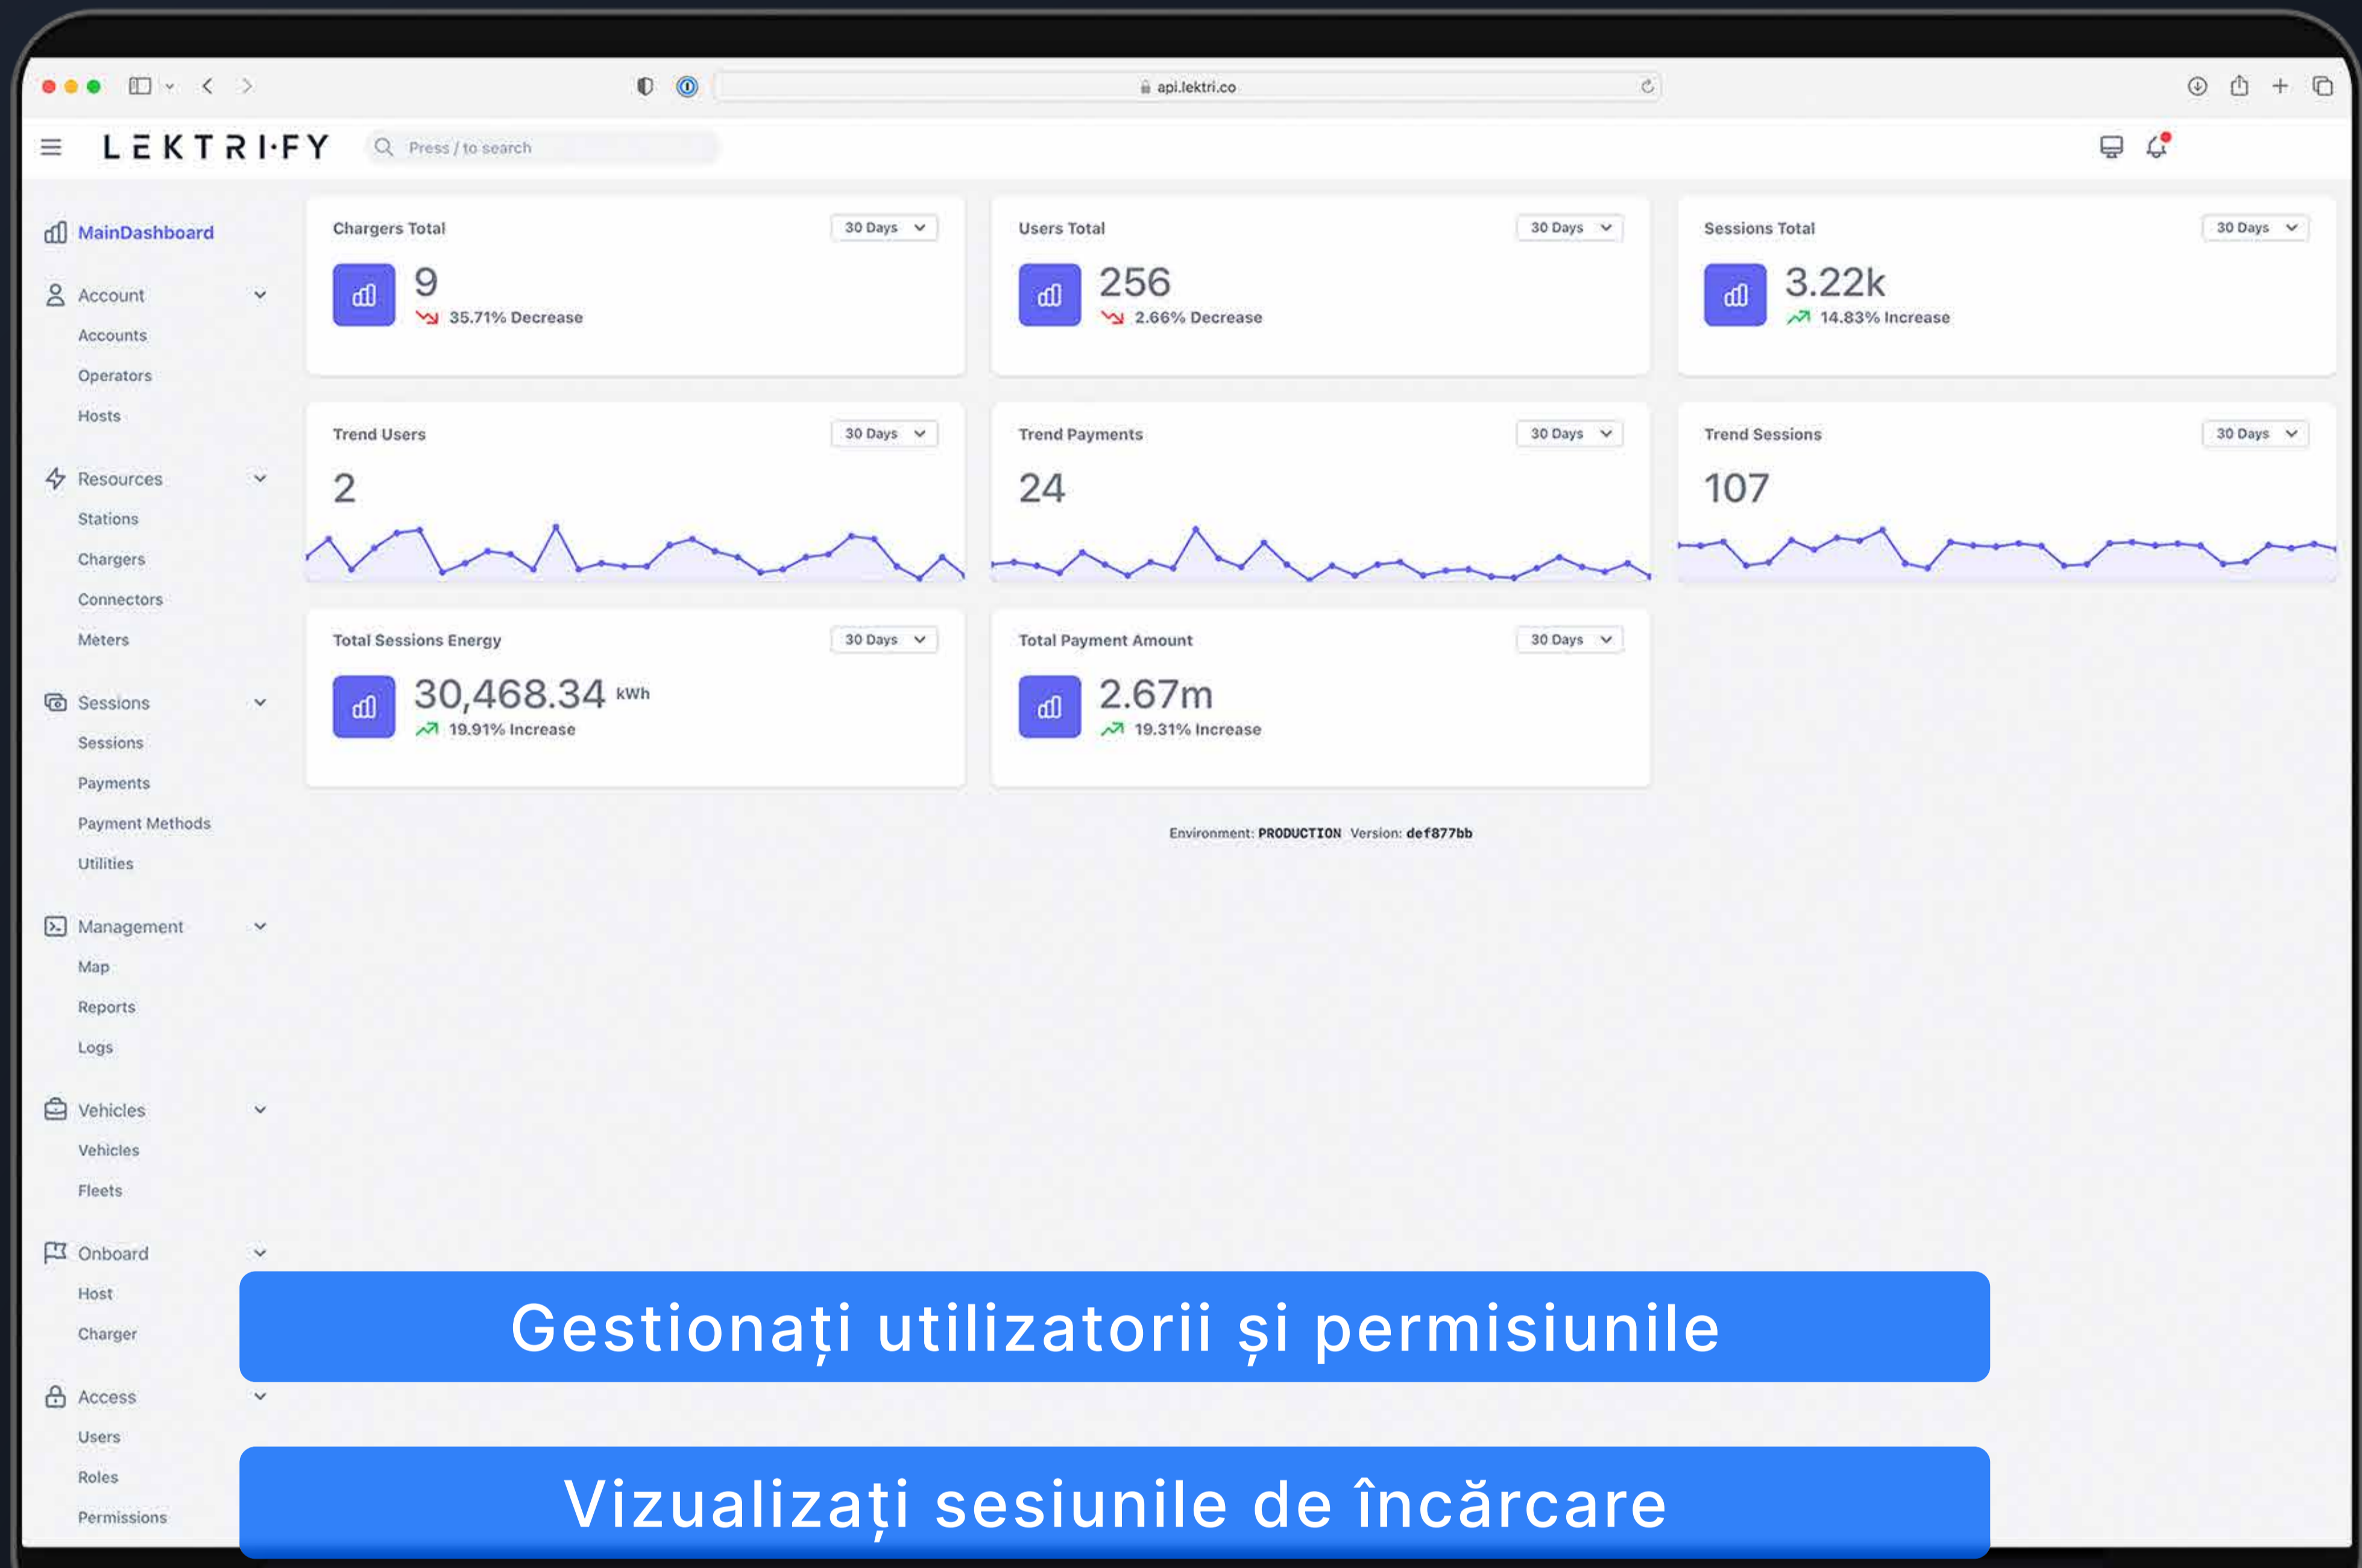 api.lektri.co
LEKTRI·FY
Press / to search
MainDashboard
Account
Accounts
Operators
Hosts
Resources
Stations
Chargers
Connectors
Meters
Sessions
Sessions
Payments
Payment Methods
Utilities
Management
Map
Reports
Logs
Vehicles
Vehicles
Fleets
Onboard
Host
Charger
Access
Users
Roles
Permissions
Chargers Total
30 Days
9
35.71% Decrease
Users Total
30 Days
256
2.66% Decrease
Sessions Total
30 Days
3.22k
14.83% Increase
Trend Users
30 Days
2
Trend Payments
30 Days
24
Trend Sessions
30 Days
107
Total Sessions Energy
30 Days
30,468.34 kWh
19.91% Increase
Total Payment Amount
30 Days
2.67m
19.31% Increase
Environment: PRODUCTION Version: def877bb
Gestionați utilizatorii și permisiunile
Vizualizați sesiunile de încărcare